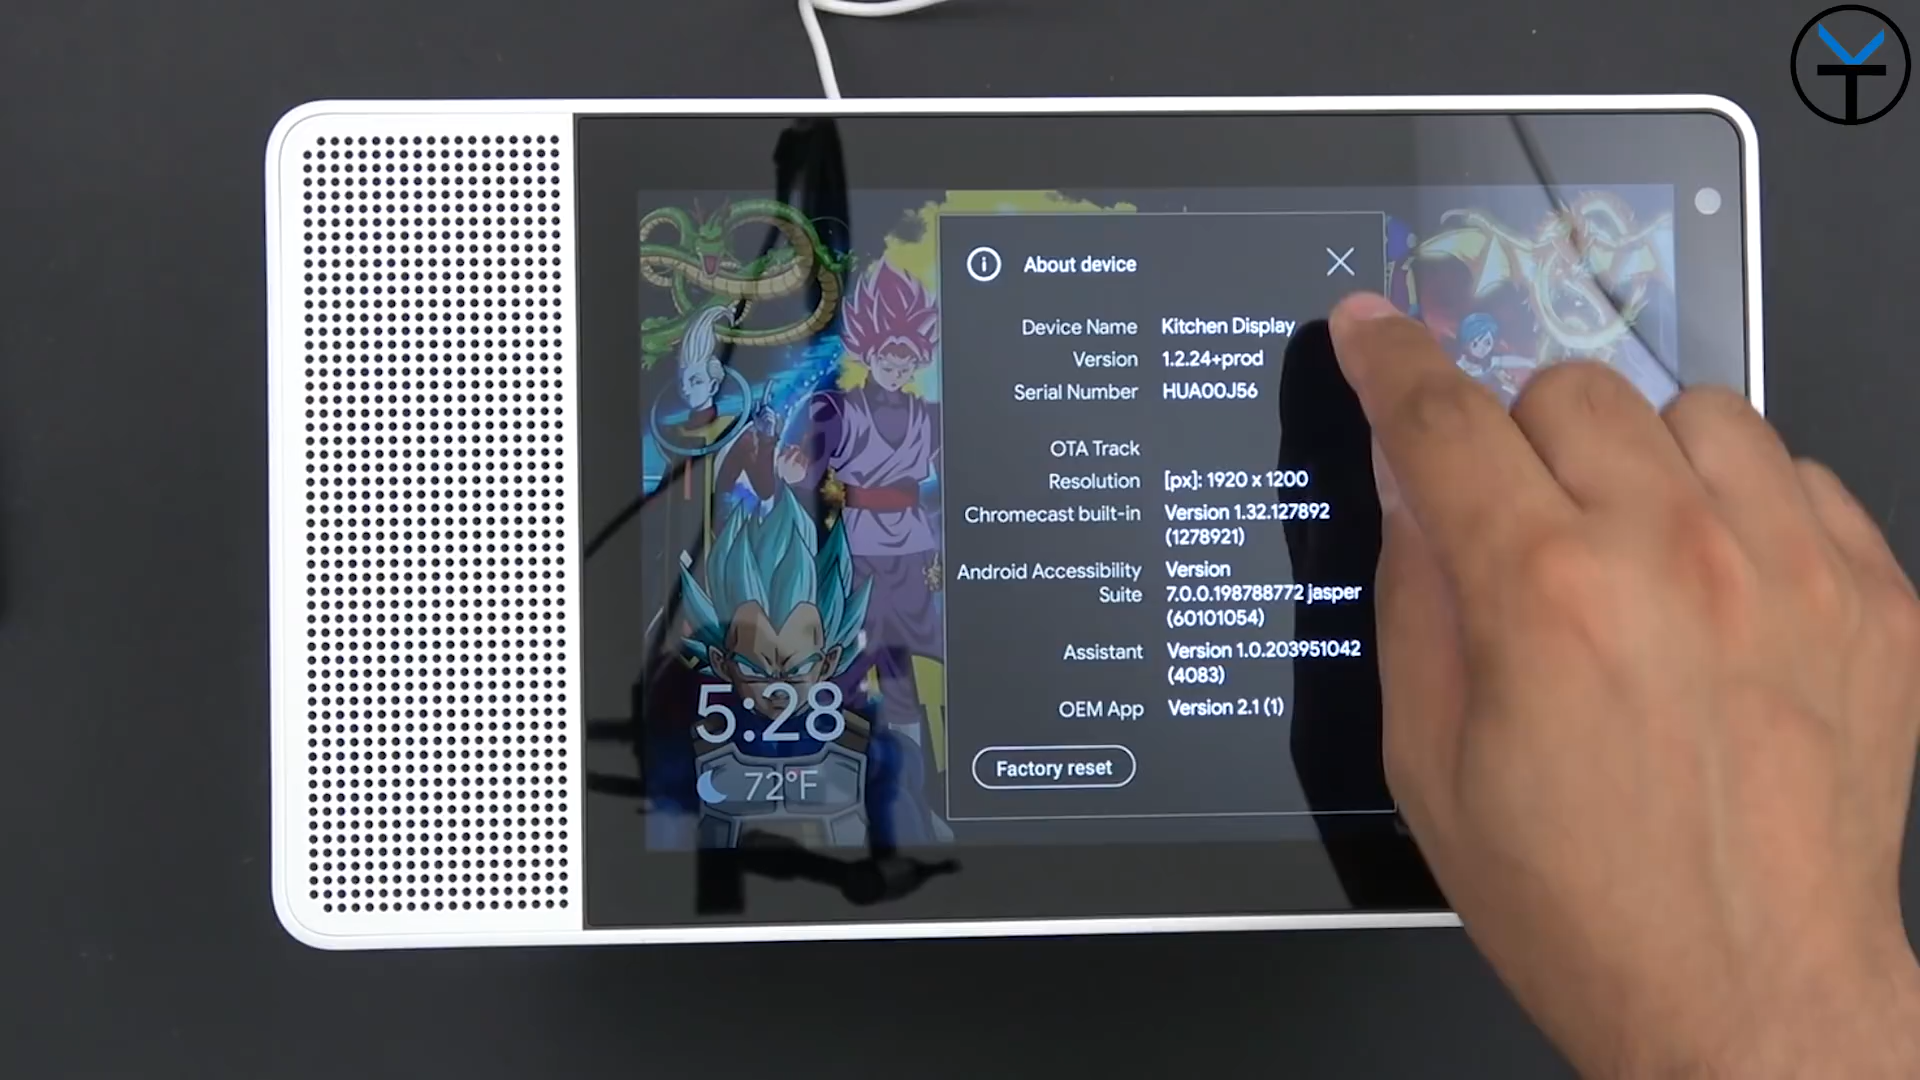 About device
Device Name Kitchen Display
Version 1.2.24+prod
Serial Number HUA00J56
OTA Track
Resolution [px]: 1920 x 1200
Chromecast built-in Version 1.32.127892
(1278921)
Android Accessibility Version
Suite 7.0.0.198788772 jasper
(60101054)
Assistant Version 1.0.203951042
(4083)
OEM App Version 2.1 (1)
Factory reset
5:28
72°F